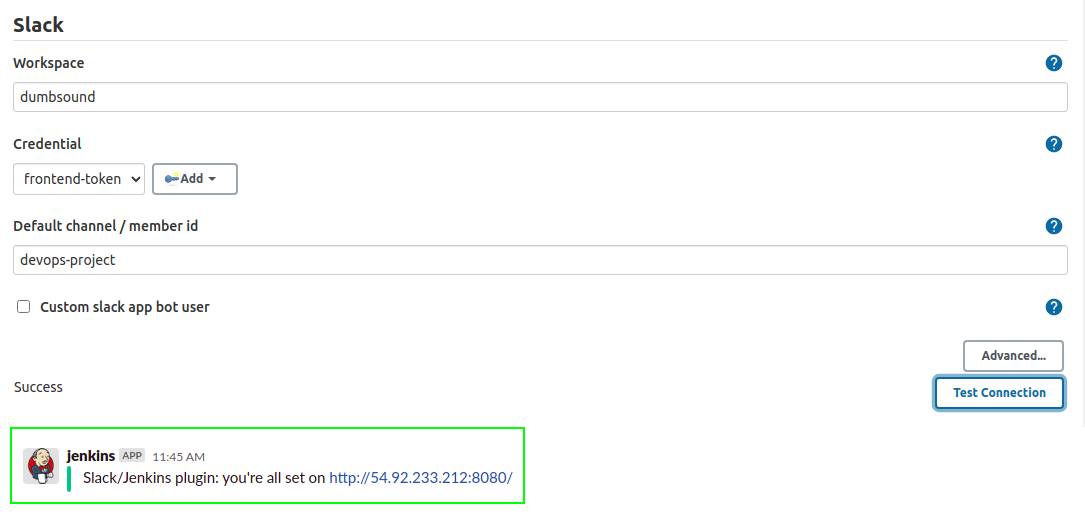 Slack
Workspace
dumbsound
Credential
frontend-token
Add
Default channel / member id
devops-project
Custom slack app bot user
Advanced...
Success
Test Connection
jenkins APP 11:45 AM
Slack/Jenkins plugin: you're all set on http://54.92.233.212:8080/